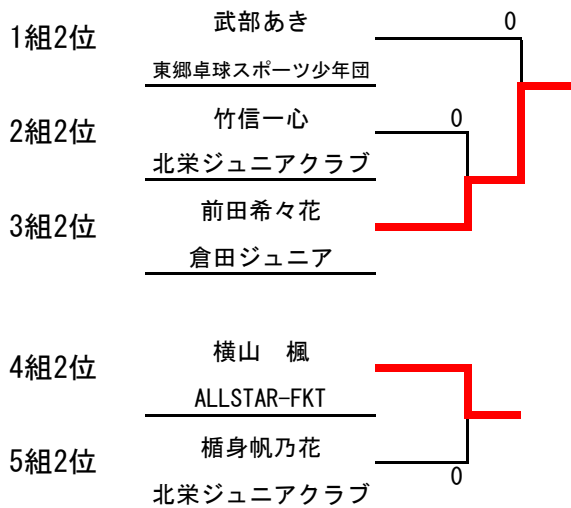 1組2位
武部あき
0
東郷卓球スポーツ少年団
2組2位
竹信一心
0
北栄ジュニアクラブ
3組2位
前田希々花
倉田ジュニア
4組2位
横山　楓
ALLSTAR-FKT
5組2位
楯身帆乃花
0
北栄ジュニアクラブ